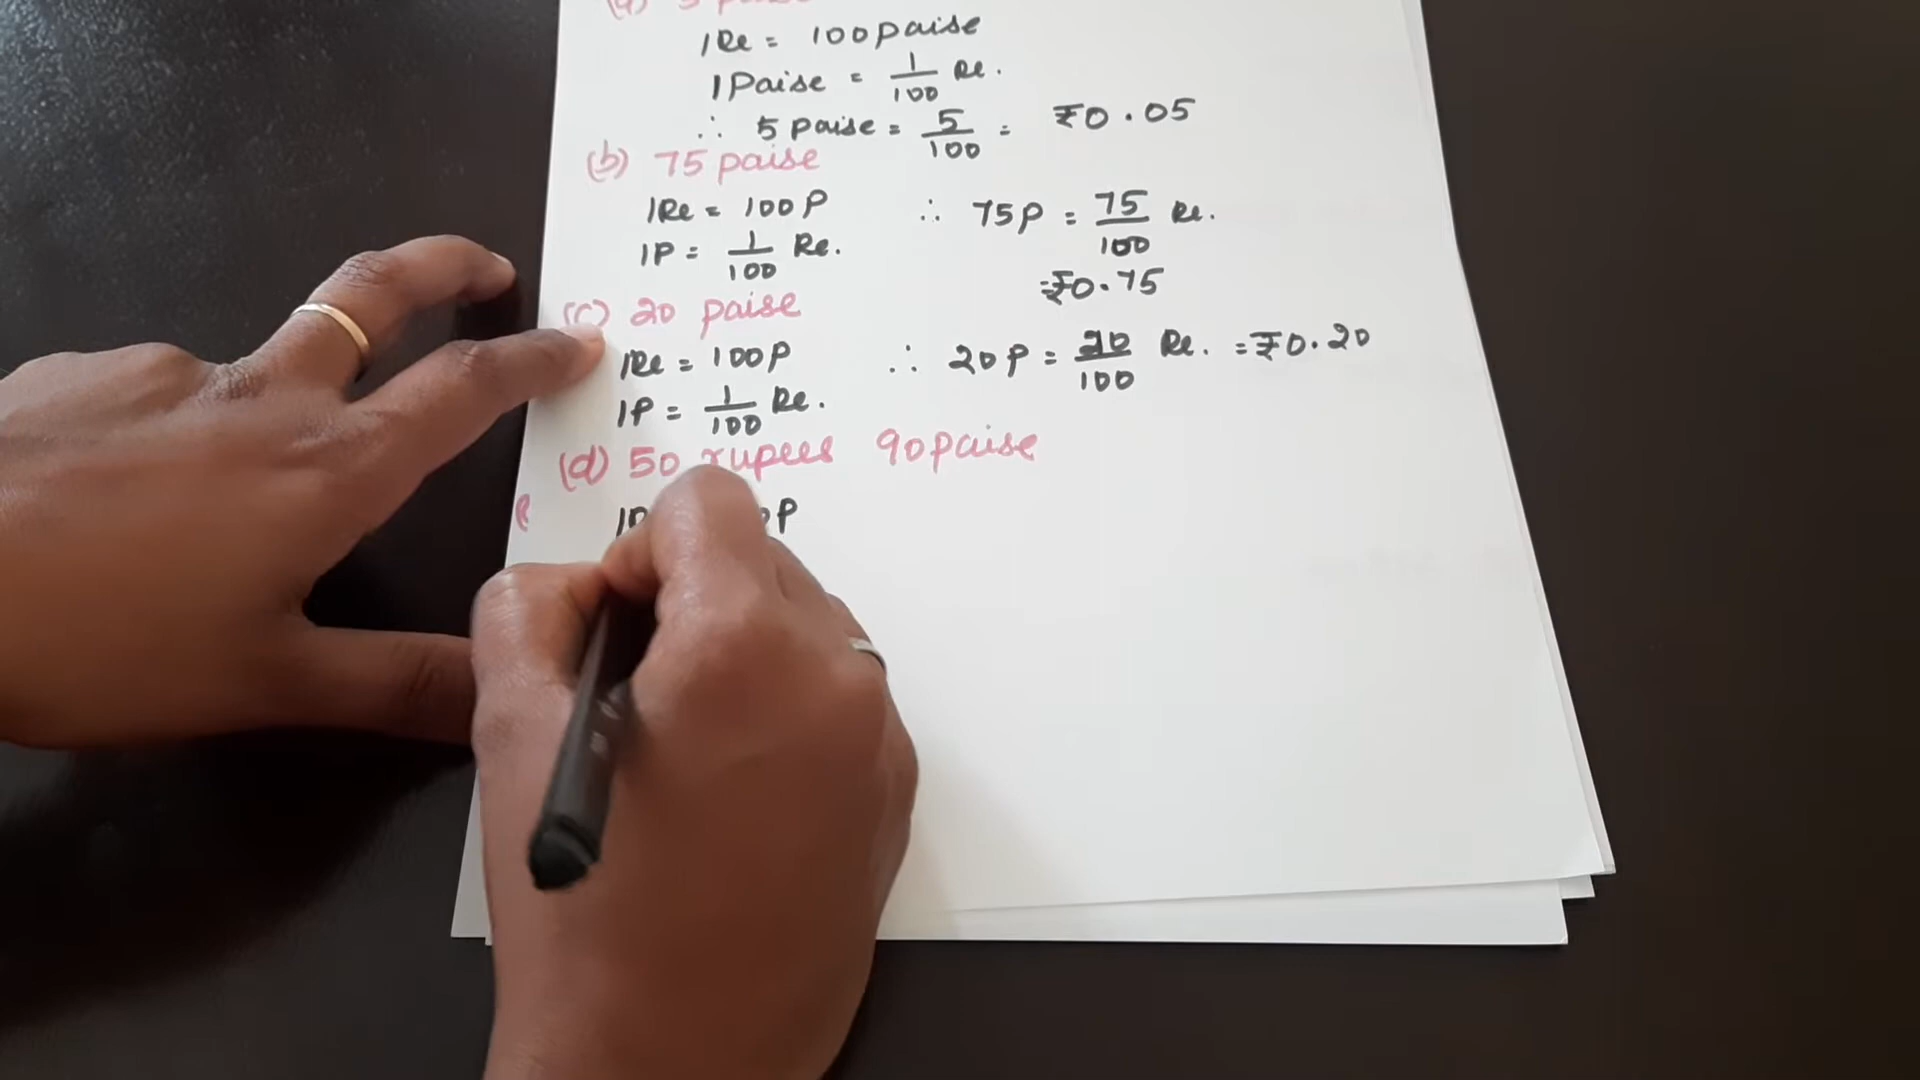 1Re = 100paise
1Paise = 1/100 Re.
∴ 5 paise = 5/100 = ₹0.05
(b) 75 paise
1Re = 100 P ∴ 75P = 75/100 Re.
1P = 1/100 Re.
=₹0.75
(c) 20 paise
1Re = 100P ∴ 20 P = 20/100 Re. =₹0.20
1P = 1/100 Re.
(d) 50 rupees 90paise
P